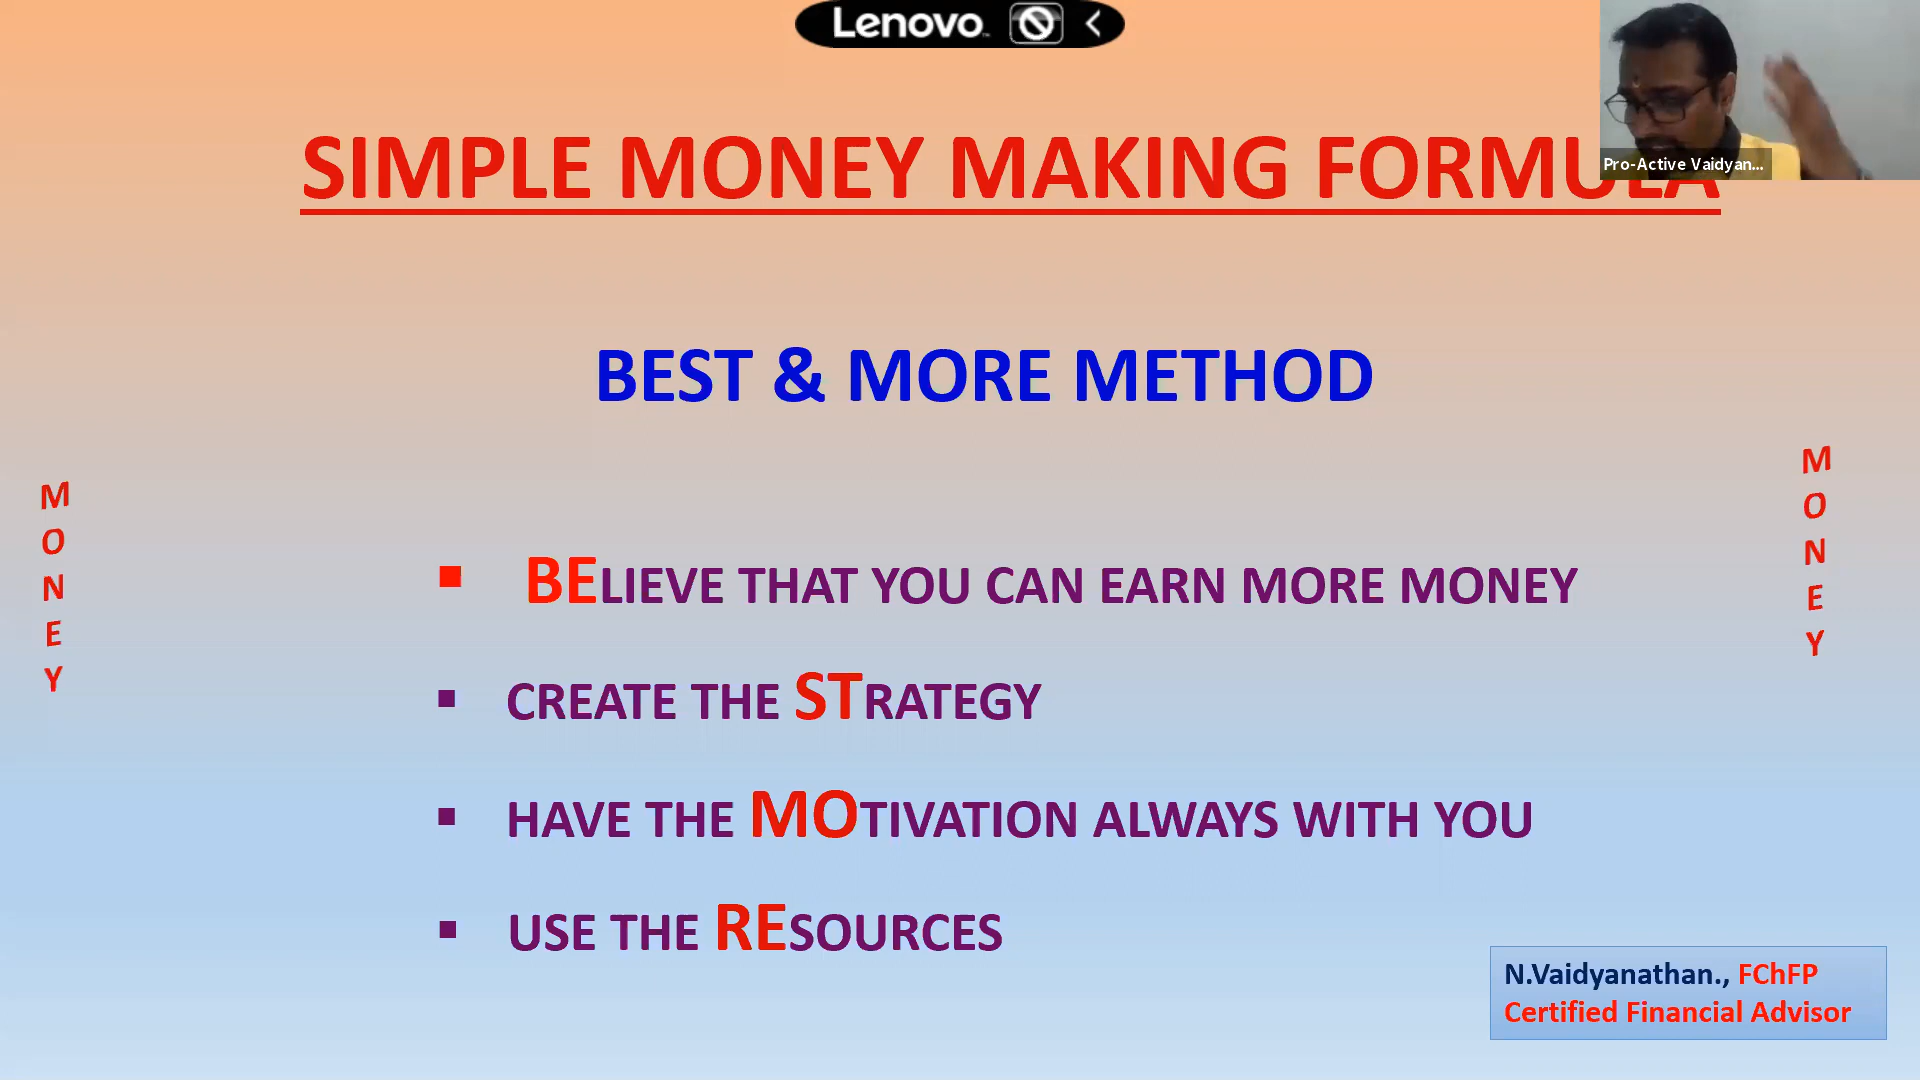 Lenovo
Pro-Active Vaidyan...
SIMPLE MONEY MAKING FORMULA
BEST & MORE METHOD
M
O
N
E
Y
M
O
N
E
Y
▪ BELIEVE THAT YOU CAN EARN MORE MONEY
▪ CREATE THE STRATEGY
▪ HAVE THE MOTIVATION ALWAYS WITH YOU
▪ USE THE RESOURCES
N.Vaidyanathan., FChFP
Certified Financial Advisor